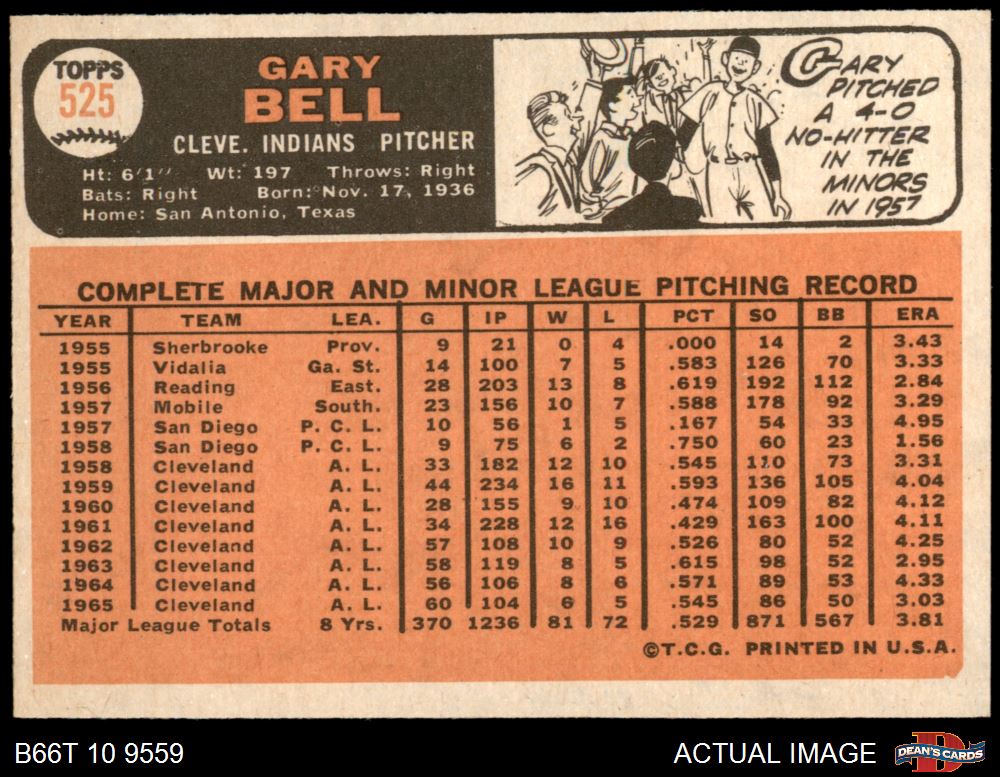 TOPPS
525
GARY
BELL
CLEVE. INDIANS PITCHER
Ht: 6'1" Wt: 197 Throws: Right
Bats: Right Born: Nov. 17, 1936
Home: San Antonio, Texas
GARY
PITCHED
A 4-0
NO-HITTER
IN THE
MINORS
IN 1957
COMPLETE MAJOR AND MINOR LEAGUE PITCHING RECORD
YEAR TEAM LEA. G IP W L PCT SO BB ERA
1955 Sherbrooke Prov. 9 21 0 4 .000 14 2 3.43
1955 Vidalia Ga. St. 14 100 7 5 .583 126 70 3.33
1956 Reading East. 28 203 13 8 .619 192 112 2.84
1957 Mobile South. 23 156 10 7 .588 178 92 3.29
1957 San Diego P. C. L. 10 56 1 5 .167 54 33 4.95
1958 San Diego P. C. L. 9 75 6 2 .750 60 23 1.56
1958 Cleveland A. L. 33 182 12 10 .545 110 73 3.31
1959 Cleveland A. L. 44 234 16 11 .593 136 105 4.04
1960 Cleveland A. L. 28 155 9 10 .474 109 82 4.12
1961 Cleveland A. L. 34 228 12 16 .429 163 100 4.11
1962 Cleveland A. L. 57 108 10 9 .526 80 52 4.25
1963 Cleveland A. L. 58 119 8 5 .615 98 52 2.95
1964 Cleveland A. L. 56 106 8 6 .571 89 53 4.33
1965 Cleveland A. L. 60 104 6 5 .545 86 50 3.03
Major League Totals 8 Yrs. 370 1236 81 72 .529 871 567 3.81
©T.C.G. PRINTED IN U.S.A.
B66T 10 9559 ACTUAL IMAGE DEAN'S CARDS